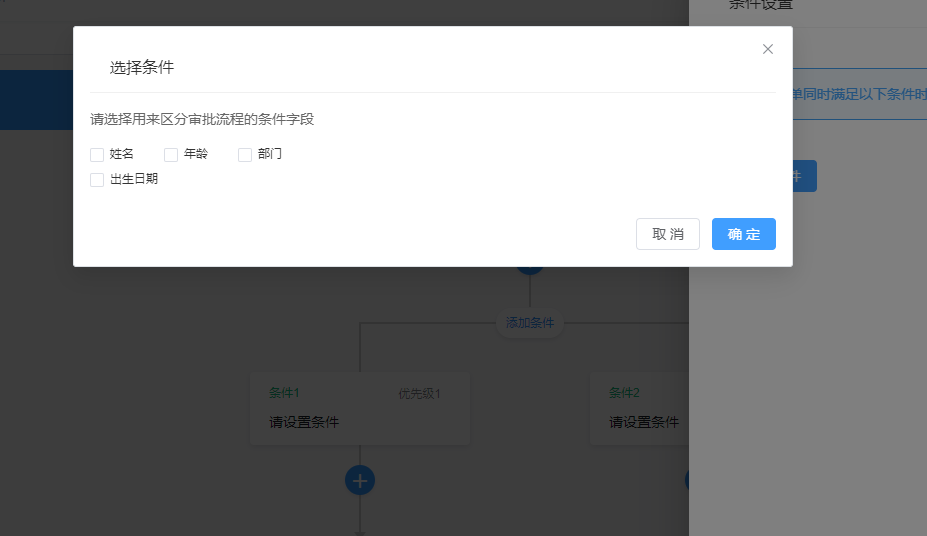 条件设置
选择条件
单同时满足以下条件时
请选择用来区分审批流程的条件字段
姓名 年龄 部门
件
出生日期
取 消 确 定
添加条件
条件1 优先级1 条件2
请设置条件 请设置条件